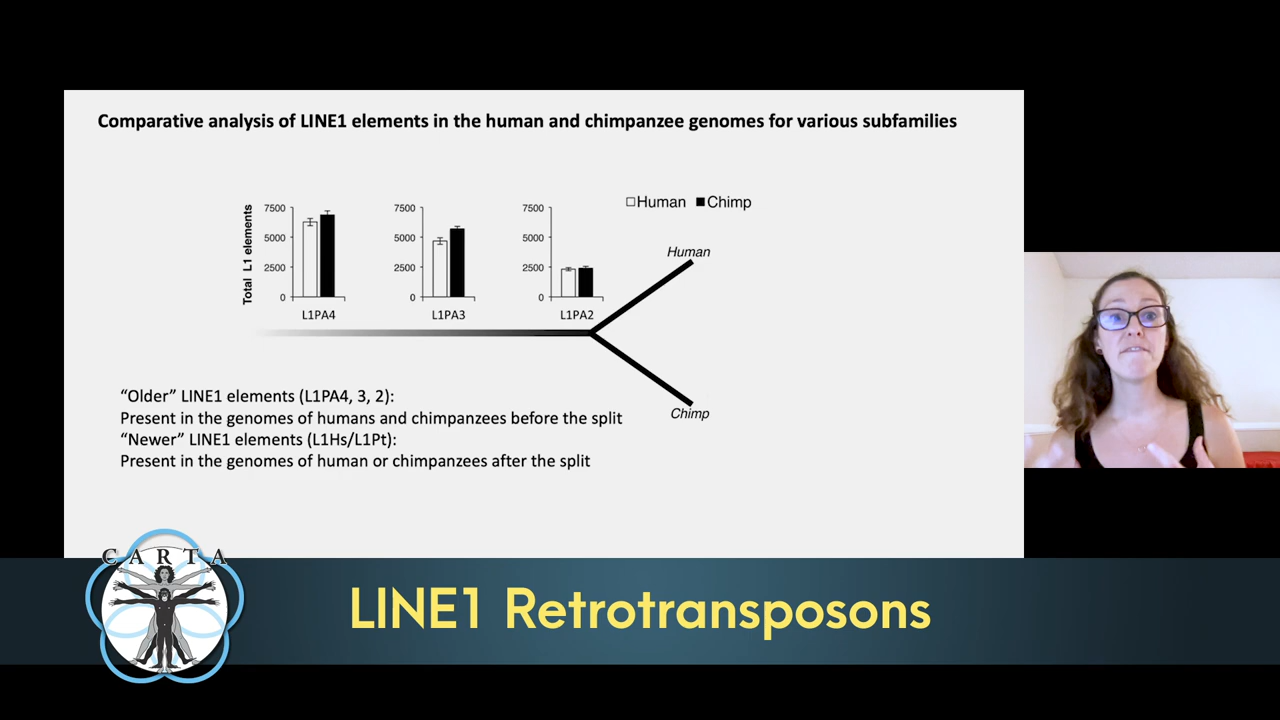 Comparative analysis of LINE1 elements in the human and chimpanzee genomes for various subfamilies
Human Chimp
Total L1 elements
7500
5000
2500
0
L1PA4
7500
5000
2500
0
L1PA3
7500
5000
2500
0
L1PA2
Human
Chimp
“Older” LINE1 elements (L1PA4, 3, 2):
Present in the genomes of humans and chimpanzees before the split
“Newer” LINE1 elements (L1Hs/L1Pt):
Present in the genomes of human or chimpanzees after the split
CARTA
LINE1 Retrotransposons